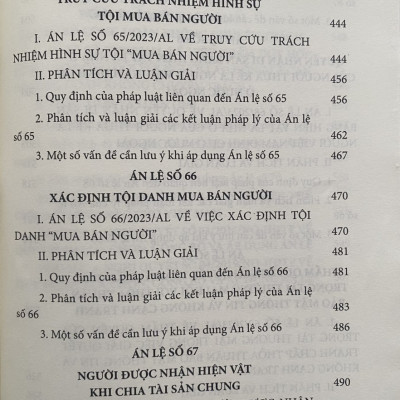 TRUY CỨU TRÁCH NHIỆM HÌNH SỰ
TỘI MUA BÁN NGƯỜI 444
I. ÁN LỆ SỐ 65/2023/AL VỀ TRUY CỨU TRÁCH
NHIỆM HÌNH SỰ TỘI “MUA BÁN NGƯỜI” 444
II. PHÂN TÍCH VÀ LUẬN GIẢI 456
1. Quy định của pháp luật liên quan đến Án lệ số 65 456
2. Phân tích và luận giải các kết luận pháp lý của Án lệ
số 65 462
3. Một số vấn đề cần lưu ý khi áp dụng Án lệ số 65 467
ÁN LỆ SỐ 66
XÁC ĐỊNH TỘI DANH MUA BÁN NGƯỜI 470
I. ÁN LỆ SỐ 66/2023/AL VỀ VIỆC XÁC ĐỊNH TỘI
DANH “MUA BÁN NGƯỜI” 470
II. PHÂN TÍCH VÀ LUẬN GIẢI 481
1. Quy định của pháp luật liên quan đến Án lệ số 66 481
2. Phân tích và luận giải các kết luận pháp lý của Án lệ
số 66 483
3. Một số vấn đề cần lưu ý khi áp dụng Án lệ số 66 486
ÁN LỆ SỐ 67
NGƯỜI ĐƯỢC NHẬN HIỆN VẬT
KHI CHIA TÀI SẢN CHUNG 490